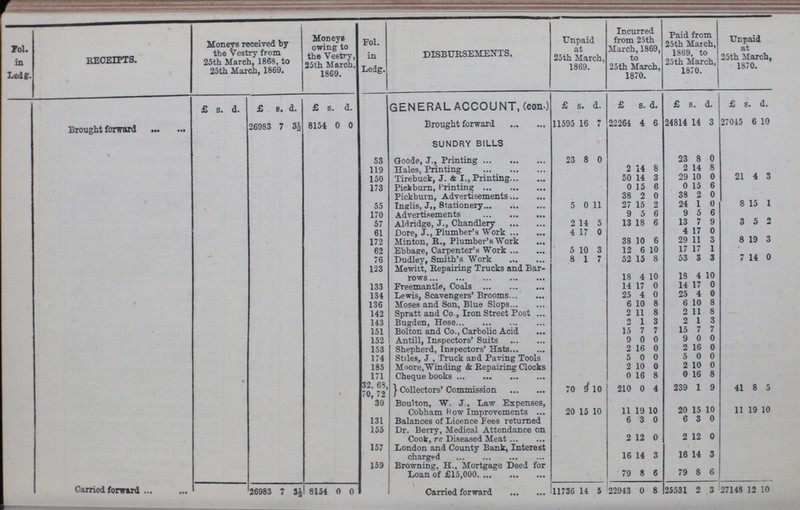 Fol. in Ledg. RECEIPTS. Moneys received by the Vestry from 25th March, 1868, to 25th March, 1869. Moneys owing to the Vestry, 25th March, 1869. Fol. in Ledg. DISBURSEMENTS. Unpaid at 25th March, 1869. Incurred from 25th March, 1869, to 25th March, 1870. Paid from 25th March, 1869, to 25th March, 1870. Unpaid at 25th March, 1870.
£ s. d. £ s. d. £ s. d. GENERAL ACCOUNT, (con.) £ s. d. £ s. d. £ s. d. £ s. d.
Brought forward ... ... 26983 7 3½ 8154 0 0 Brought forward ... ... 11595 16 7 22264 4 6 24814 14 3 27045 6 10
SUNDRY BILLS
53 Goode, J., Printing ... ... ... 23 8 0 23 8 0
119 Hales, Printing ... ... ... 2 14 8 2 14 8
150 Tirebuck, J. & I., Printing... ... 50 14 3 29 10 0 21 4 3
173 Pickburn, Printing ... ... ... 0 15 6 0 15 6
Pickburn, Advertisements ... ... 38 2 0 38 2 0
55 Inglis, J., Stationery... ... ... 5 0 11 27 15 2 24 1 0 8 15 1
170 Advertisements ... ... ... 9 5 6 9 5 6
57 Aldridge, J., Chandlery ... ... 2 14 5 13 18 6 13 7 9 3 5 2
61 Dore, J., Plumber's Work ... ... 4 17 0 4 17 0
172 Minton, R., Plumber's Work ... 38 10 6 29 11 3 8 19 3
62 Ebbage, Carpenter's Work ... ... 5 10 3 12 6 10 17 17 1
76 Dudley, Smith's Work ... ... 8 1 7 52 15 8 53 3 3 7 14 0
123 Mewitt, Repairing Trucks and Bar-
rows ... ... ... ... ... 18 4 10 18 4 10
133 Freemantle, Coals ... ... ... 14 17 0 14 17 0
134 Lewis, Scavengers' Brooms... ... 25 4 0 25 4 0
136 Moses and Son, Blue Slops... ... 6 10 8 6 10 8
142 Spratt and Co., Iron Street Post ... 2 11 8 2 11 8
143 Bugden, Hose... ... ... ... 2 1 3 2 1 3
151 Bolton and Co., Carbolic Acid ... 15 7 7 15 7 7
152 Antill, Inspectors' Suits ... ... 9 0 0 9 0 0
153 Shepherd, Inspectors' Hats... ... 2 16 0 2 16 0
174 Stiles, J., Truck and Paving Tools 5 0 0 5 0 0
185 Moore, Winding & Repairing Clocks 2 10 0 2 10 0
171 Cheque books ... ... ... ... 0 16 8 0 16 8
32, 68, 70, 72 } Collectors' Commission ... ... 70 9 10 210 0 4 239 1 9 41 8 5
30 Boulton, W. J., Law Expenses,
Cobham Row Improvements ... 20 15 10 11 19 10 20 15 10 11 19 10
131 Balances of Licence Fees returned 6 3 0 6 3 0
155 Dr. Berry, Medical Attendance on
Cook, re Diseased Meat ... ... 2 12 0 2 12 0
157 London and County Bank, Interest
charged ... ... ... ... 16 14 3 16 14 3
159 Browning, H., Mortgage Deed for
Loan of £15,000. ... ... ... 79 8 6 79 8 6
Carried forward ... ... 26983 7 3½ 8154 0 0 Carried forward ... ... 11736 14 5 22943 0 8 25531 2 3 27148 12 10